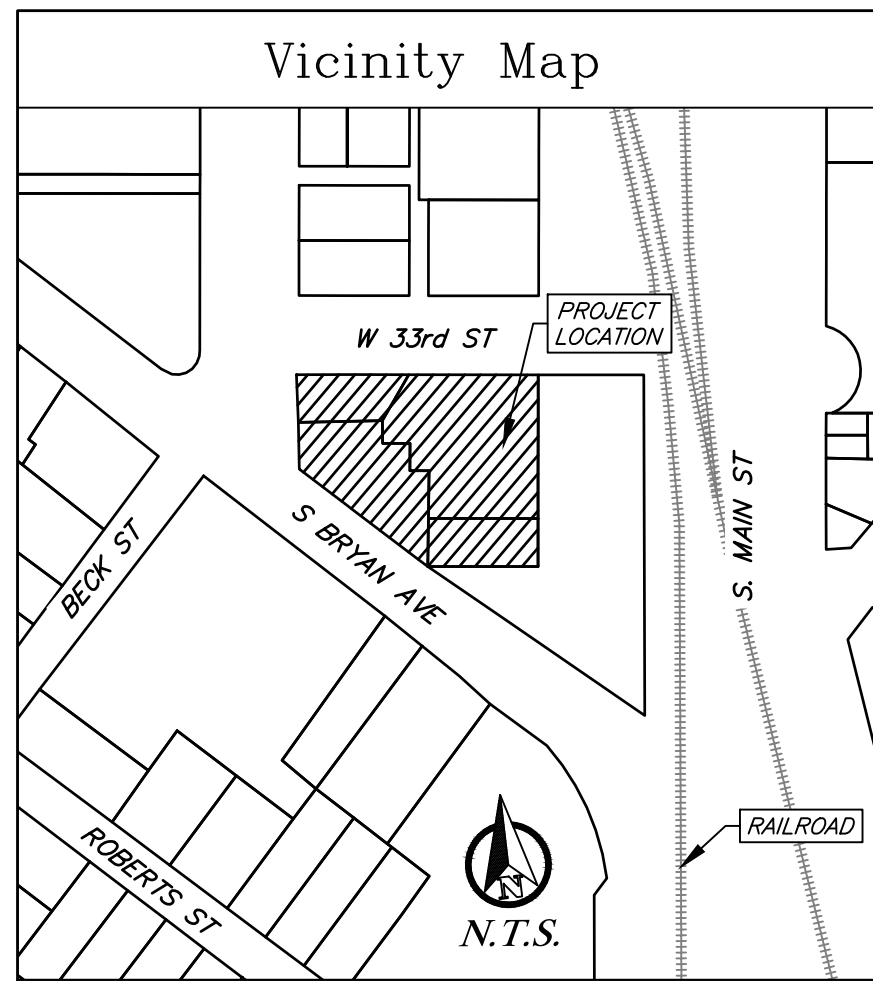 Vicinity Map
W 33rd ST
PROJECT
LOCATION
S. MAIN ST
S BRYAN AVE
BECK ST
ROBERTS ST
RAILROAD
N
N.T.S.